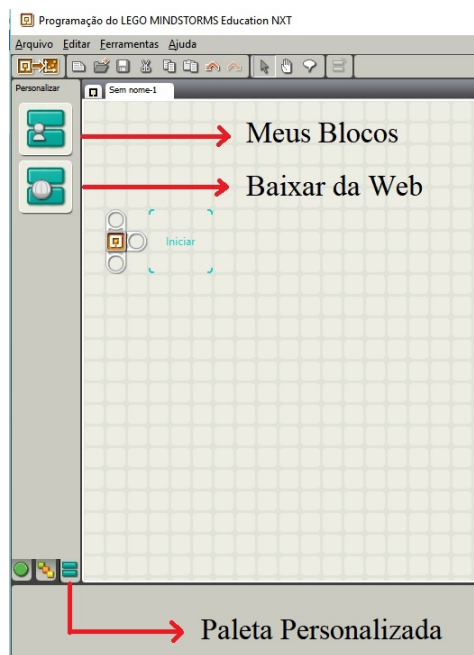 Programação do LEGO MINDSTORMS Education NXT
Arquivo Editar Ferramentas Ajuda
Personalizar
Sem nome-1
Meus Blocos
Baixar da Web
Iniciar
Paleta Personalizada